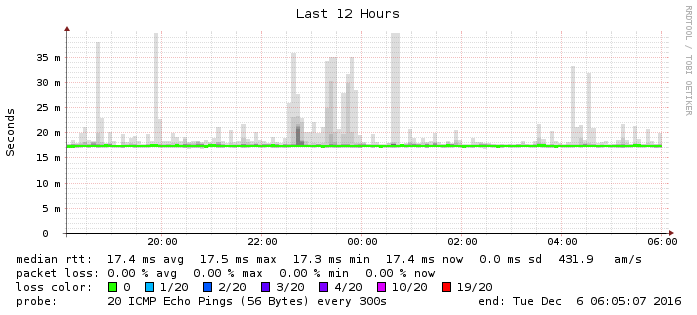 Last 12 Hours
RRDTOOL / TOBI OETIKER
Seconds
35 m
30 m
25 m
20 m
15 m
10 m
5 m
0
20:00 22:00 00:00 02:00 04:00 06:00
median rtt: 17.4 ms avg 17.5 ms max 17.3 ms min 17.4 ms now 0.0 ms sd 431.9 am/s
packet loss: 0.00 % avg 0.00 % max 0.00 % min 0.00 % now
loss color: 0 1/20 2/20 3/20 4/20 10/20 19/20
probe: 20 ICMP Echo Pings (56 Bytes) every 300s end: Tue Dec 6 06:05:07 2016